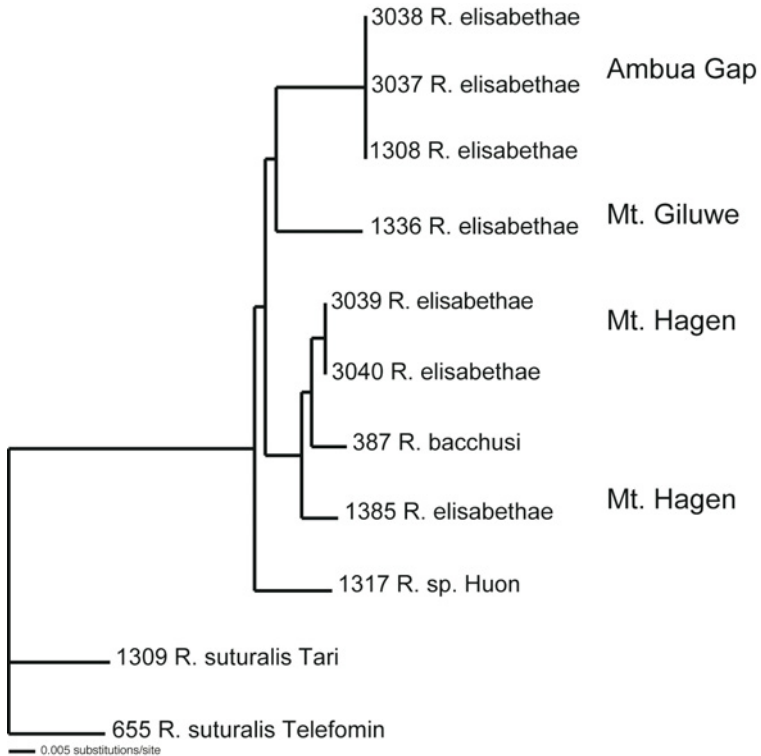 3038 R. elisabethae
Ambua Gap
3037 R. elisabethae
1308 R. elisabethae
Mt. Giluwe
1336 R. elisabethae
3039 R. elisabethae
Mt. Hagen
3040 R. elisabethae
387 R. bacchusi
Mt. Hagen
1385 R. elisabethae
1317 R. sp. Huon
1309 R. suturalis Tari
655 R. suturalis Telefomin
0.005 substitutions/site